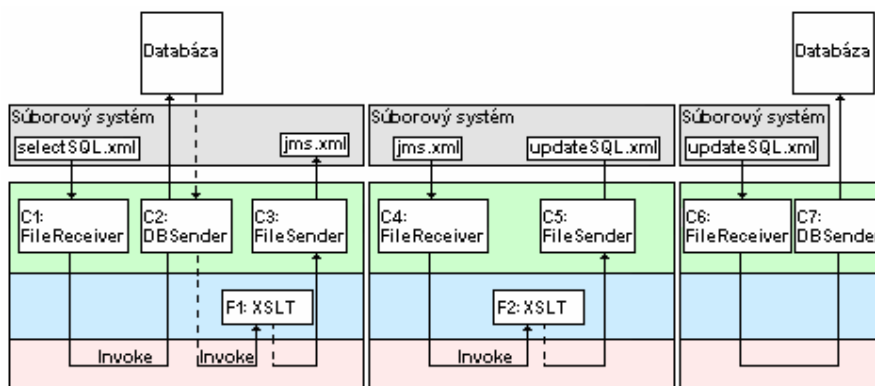 Databáza
Databáza
Súborový systém
Súborový systém
Súborový systém
selectSQL.xml
jms.xml
jms.xml
updateSQL.xml
updateSQL.xml
C1:
FileReceiver
C2:
DBSender
C3:
FileSender
C4:
FileReceiver
C5:
FileSender
C6:
FileReceiver
C7:
DBSender
F1: XSLT
F2: XSLT
Invoke
Invoke
Invoke